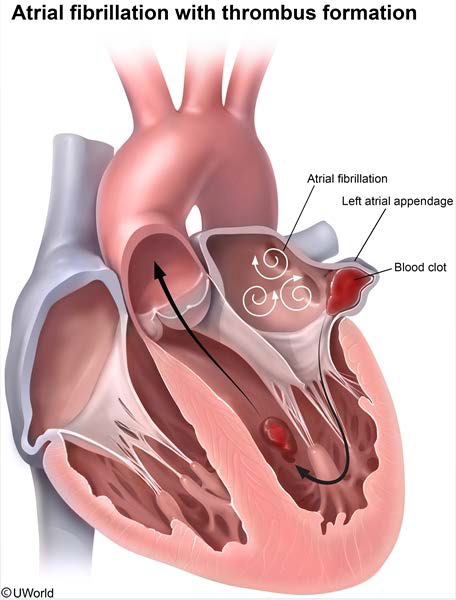 Atrial fibrillation with thrombus formation
Atrial fibrillation
Left atrial appendage
Blood clot
©UWorld